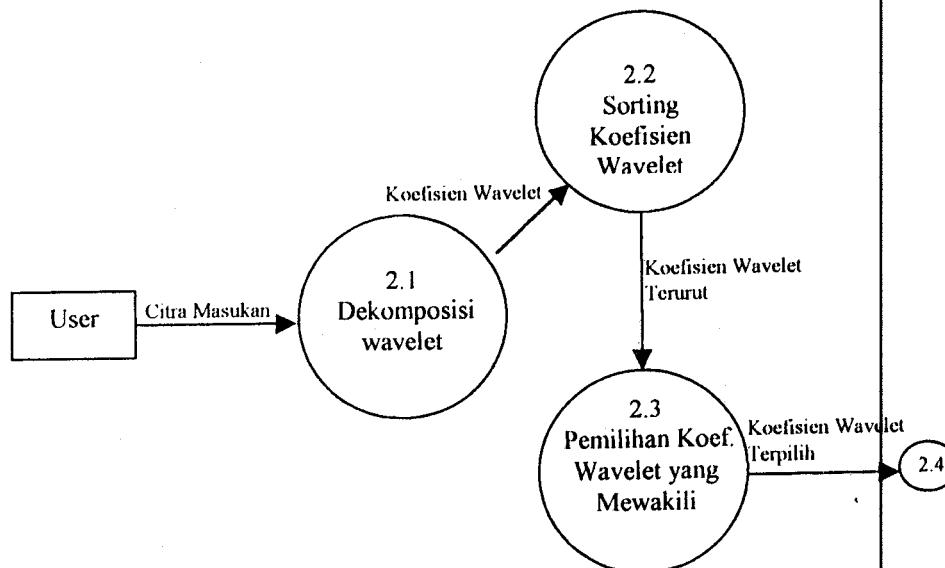 2.2
Sorting
Koefisien
Wavelet
Koefisien Wavelet
2.1
Dekomposisi
wavelet
User
Citra Masukan
Koefisien Wavelet
Terurut
2.3
Pemilihan Koef.
Wavelet yang
Mewakili
Koefisien Wavelet
Terpilih
2.4